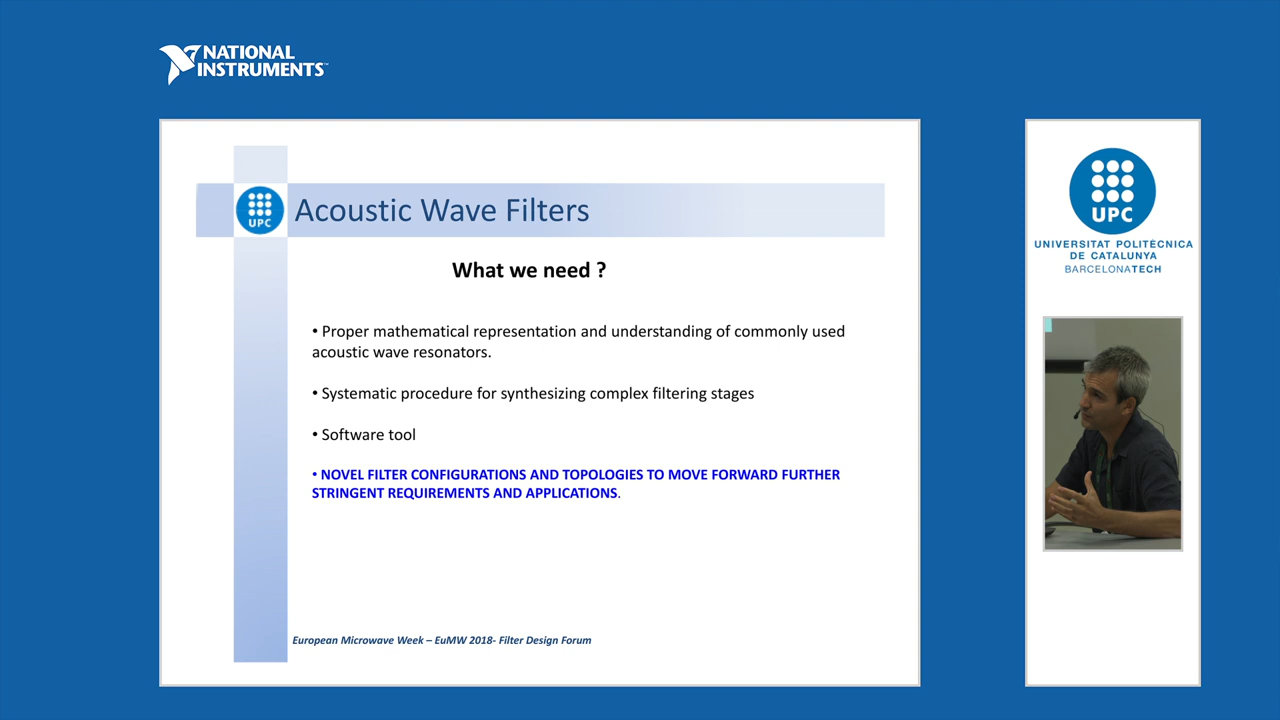 NATIONAL
INSTRUMENTS™
UPC
Acoustic Wave Filters
What we need ?
• Proper mathematical representation and understanding of commonly used
acoustic wave resonators.
• Systematic procedure for synthesizing complex filtering stages
• Software tool
• NOVEL FILTER CONFIGURATIONS AND TOPOLOGIES TO MOVE FORWARD FURTHER
STRINGENT REQUIREMENTS AND APPLICATIONS.
European Microwave Week – EuMW 2018- Filter Design Forum
UPC
UNIVERSITAT POLITÈCNICA
DE CATALUNYA
BARCELONATECH